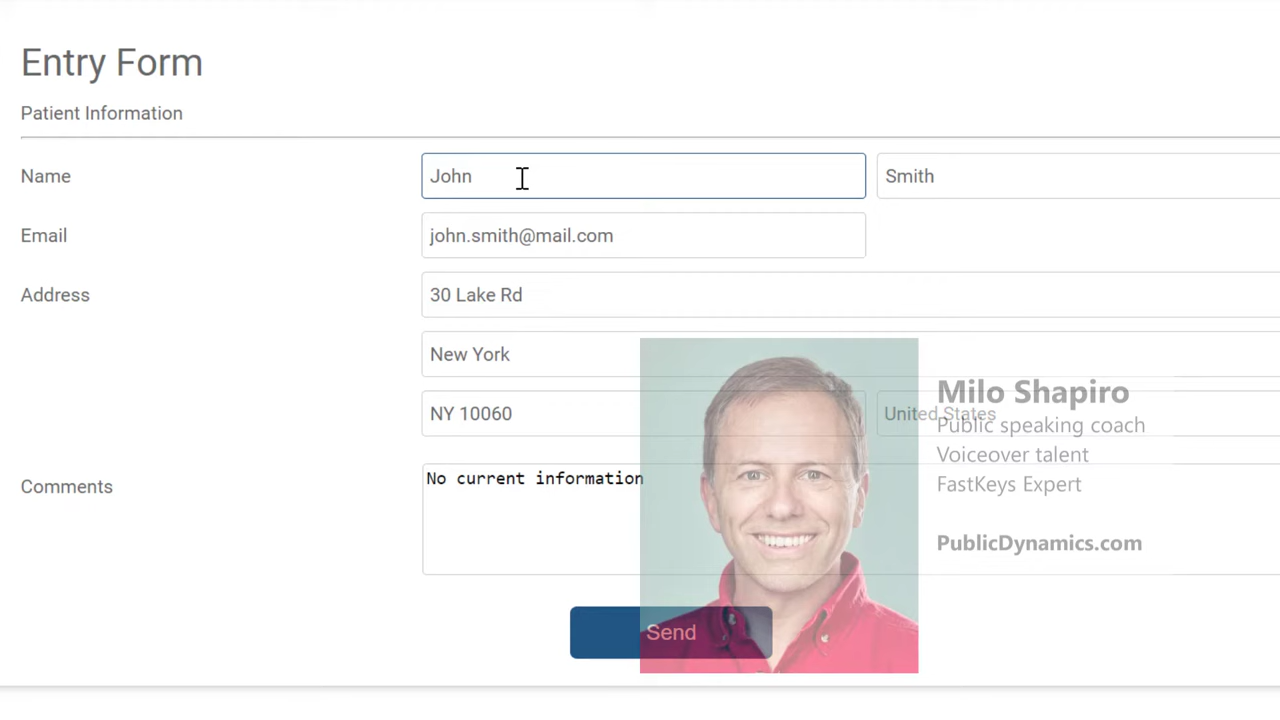 Entry Form
Patient Information
Name
John
Smith
Email
john.smith@mail.com
Address
30 Lake Rd
New York
NY 10060
United States
Comments
No current information
Send
Milo Shapiro
Public speaking coach
Voiceover talent
FastKeys Expert
PublicDynamics.com